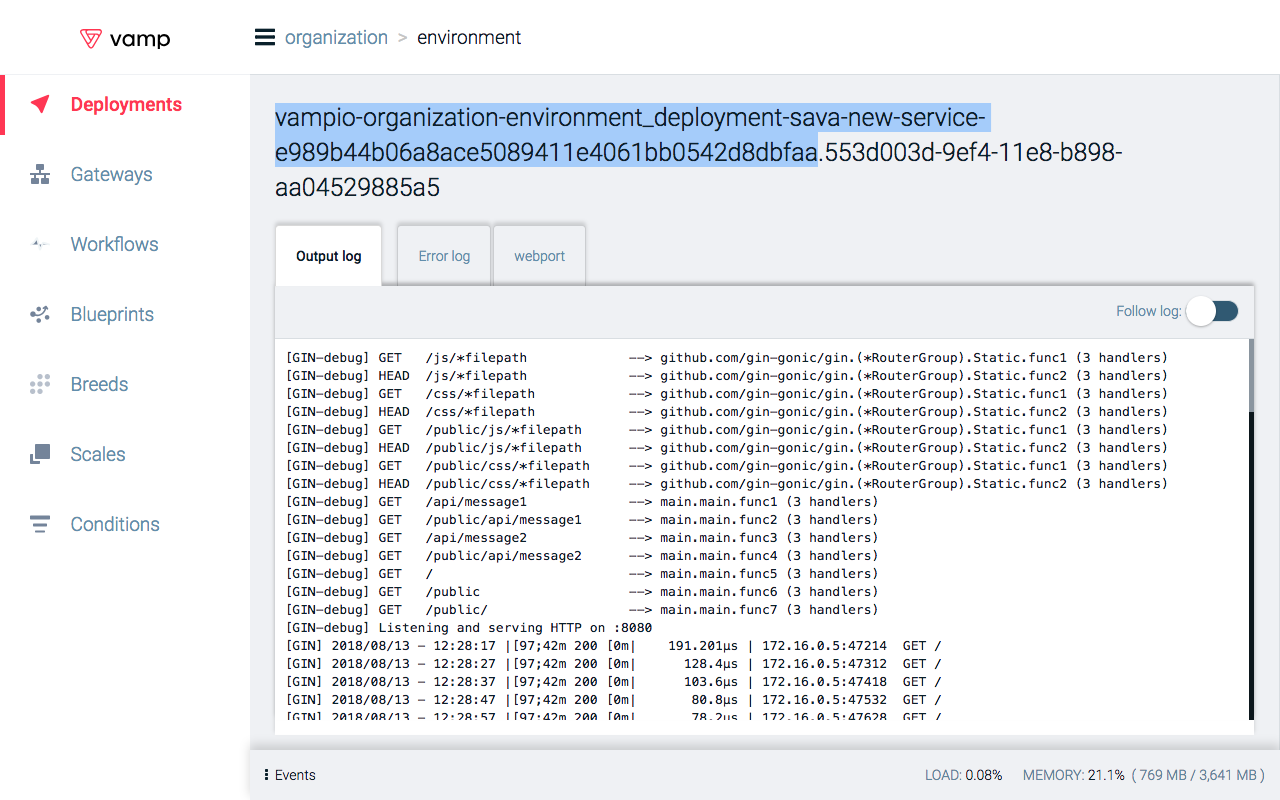 vamp
organization > environment
Deployments
Gateways
Workflows
Blueprints
Breeds
Scales
Conditions
vampio-organization-environment_deployment-sava-new-service-
e989b44b06a8ace5089411e4061bb0542d8dbfaa.553d003d-9ef4-11e8-b898-
aa04529885a5
Output log Error log webport
Follow log:
[GIN-debug] GET /js/*filepath --> github.com/gin-gonic/gin.(*RouterGroup).Static.func1 (3 handlers)
[GIN-debug] HEAD /js/*filepath --> github.com/gin-gonic/gin.(*RouterGroup).Static.func2 (3 handlers)
[GIN-debug] GET /css/*filepath --> github.com/gin-gonic/gin.(*RouterGroup).Static.func1 (3 handlers)
[GIN-debug] HEAD /css/*filepath --> github.com/gin-gonic/gin.(*RouterGroup).Static.func2 (3 handlers)
[GIN-debug] GET /public/js/*filepath --> github.com/gin-gonic/gin.(*RouterGroup).Static.func1 (3 handlers)
[GIN-debug] HEAD /public/js/*filepath --> github.com/gin-gonic/gin.(*RouterGroup).Static.func2 (3 handlers)
[GIN-debug] GET /public/css/*filepath --> github.com/gin-gonic/gin.(*RouterGroup).Static.func1 (3 handlers)
[GIN-debug] HEAD /public/css/*filepath --> github.com/gin-gonic/gin.(*RouterGroup).Static.func2 (3 handlers)
[GIN-debug] GET /api/message1 --> main.main.func1 (3 handlers)
[GIN-debug] GET /public/api/message1 --> main.main.func2 (3 handlers)
[GIN-debug] GET /api/message2 --> main.main.func3 (3 handlers)
[GIN-debug] GET /public/api/message2 --> main.main.func4 (3 handlers)
[GIN-debug] GET / --> main.main.func5 (3 handlers)
[GIN-debug] GET /public --> main.main.func6 (3 handlers)
[GIN-debug] GET /public/ --> main.main.func7 (3 handlers)
[GIN-debug] Listening and serving HTTP on :8080
[GIN] 2018/08/13 - 12:28:17 |[97;42m 200 [0m| 191.201µs | 172.16.0.5:47214 GET /
[GIN] 2018/08/13 - 12:28:27 |[97;42m 200 [0m| 128.4µs | 172.16.0.5:47312 GET /
[GIN] 2018/08/13 - 12:28:37 |[97;42m 200 [0m| 103.6µs | 172.16.0.5:47418 GET /
[GIN] 2018/08/13 - 12:28:47 |[97;42m 200 [0m| 80.8µs | 172.16.0.5:47532 GET /
[GIN] 2018/08/13 - 12:28:57 |[97;42m 200 [0m| 78.2µs | 172.16.0.5:47628 GET /
Events LOAD: 0.08% MEMORY: 21.1% ( 769 MB / 3,641 MB )